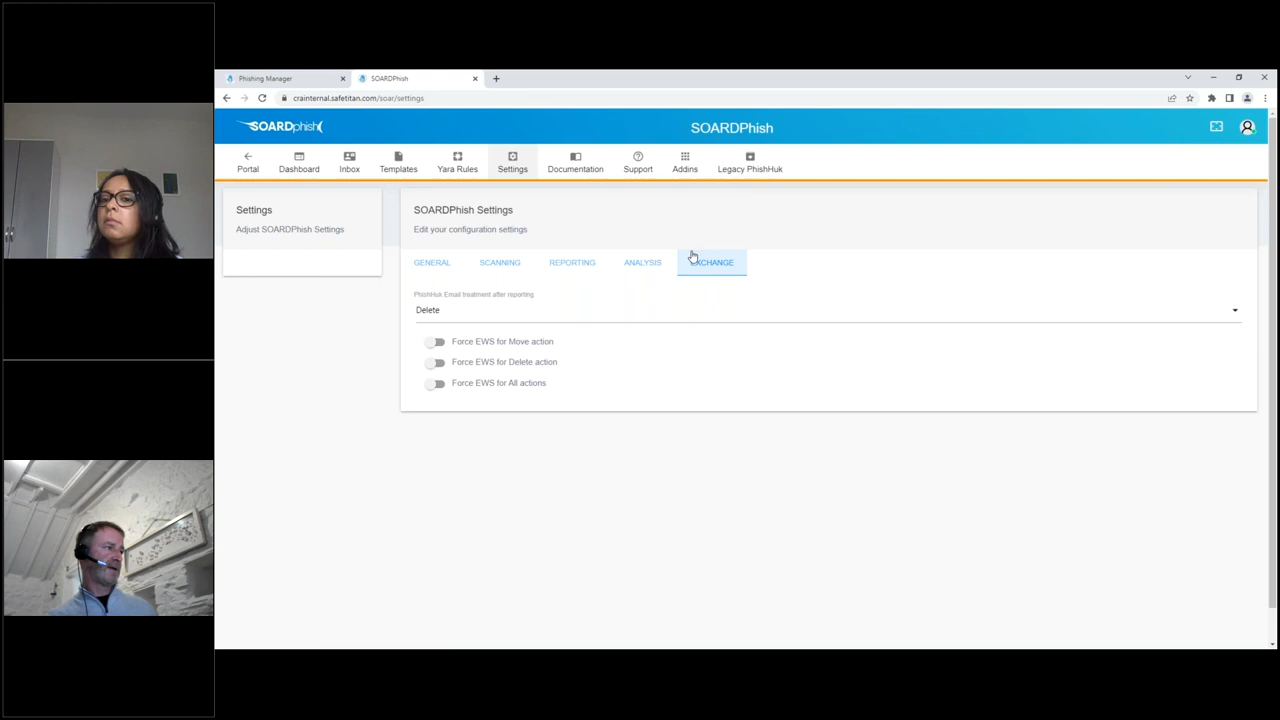 Phishing Manager
SOARDPhish
crainternal.safetitan.com/soar/settings
SOARDphish
SOARDPhish
Portal
Dashboard
Inbox
Templates
Yara Rules
Settings
Documentation
Support
Addins
Legacy PhishHuk
Settings
Adjust SOARDPhish Settings
SOARDPhish Settings
Edit your configuration settings
GENERAL
SCANNING
REPORTING
ANALYSIS
EXCHANGE
PhishHuk Email treatment after reporting
Delete
Force EWS for Move action
Force EWS for Delete action
Force EWS for All actions